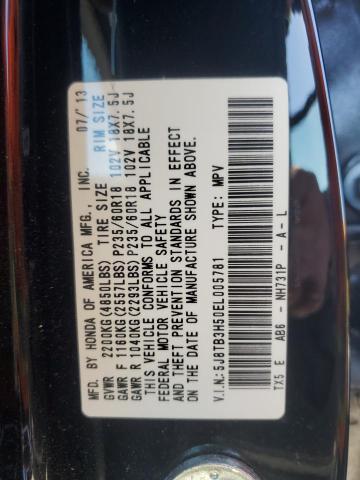 MFD. BY HONDA OF AMERICA MFG., INC. 07/13
GVWR 2200KG(4850LBS) TIRE SIZE RIM SIZE
GAWR F 1160KG(2557LBS) P235/60R18 102V 18X7.5J
GAWR R 1040KG(2293LBS) P235/60R18 102V 18X7.5J
THIS VEHICLE CONFORMS TO ALL APPLICABLE
FEDERAL MOTOR VEHICLE SAFETY
AND THEFT PREVENTION STANDARDS IN EFFECT
ON THE DATE OF MANUFACTURE SHOWN ABOVE.
V.I.N.:5J8TB3H50EL005781 TYPE: MPV
TX5 E AB6 - NH731P - A - L